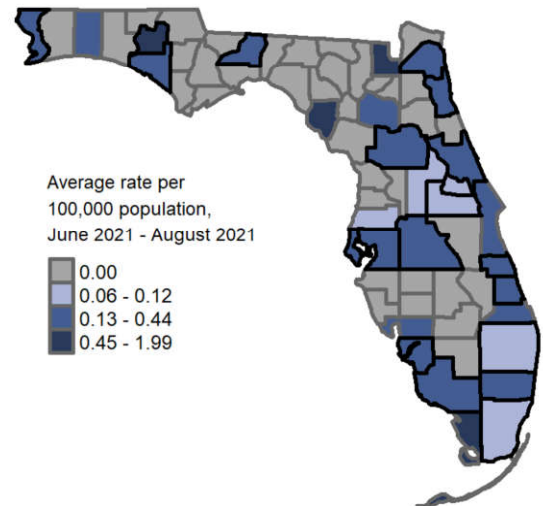 Average rate per
100,000 population,
June 2021 - August 2021
0.00
0.06 - 0.12
0.13 - 0.44
0.45 - 1.99